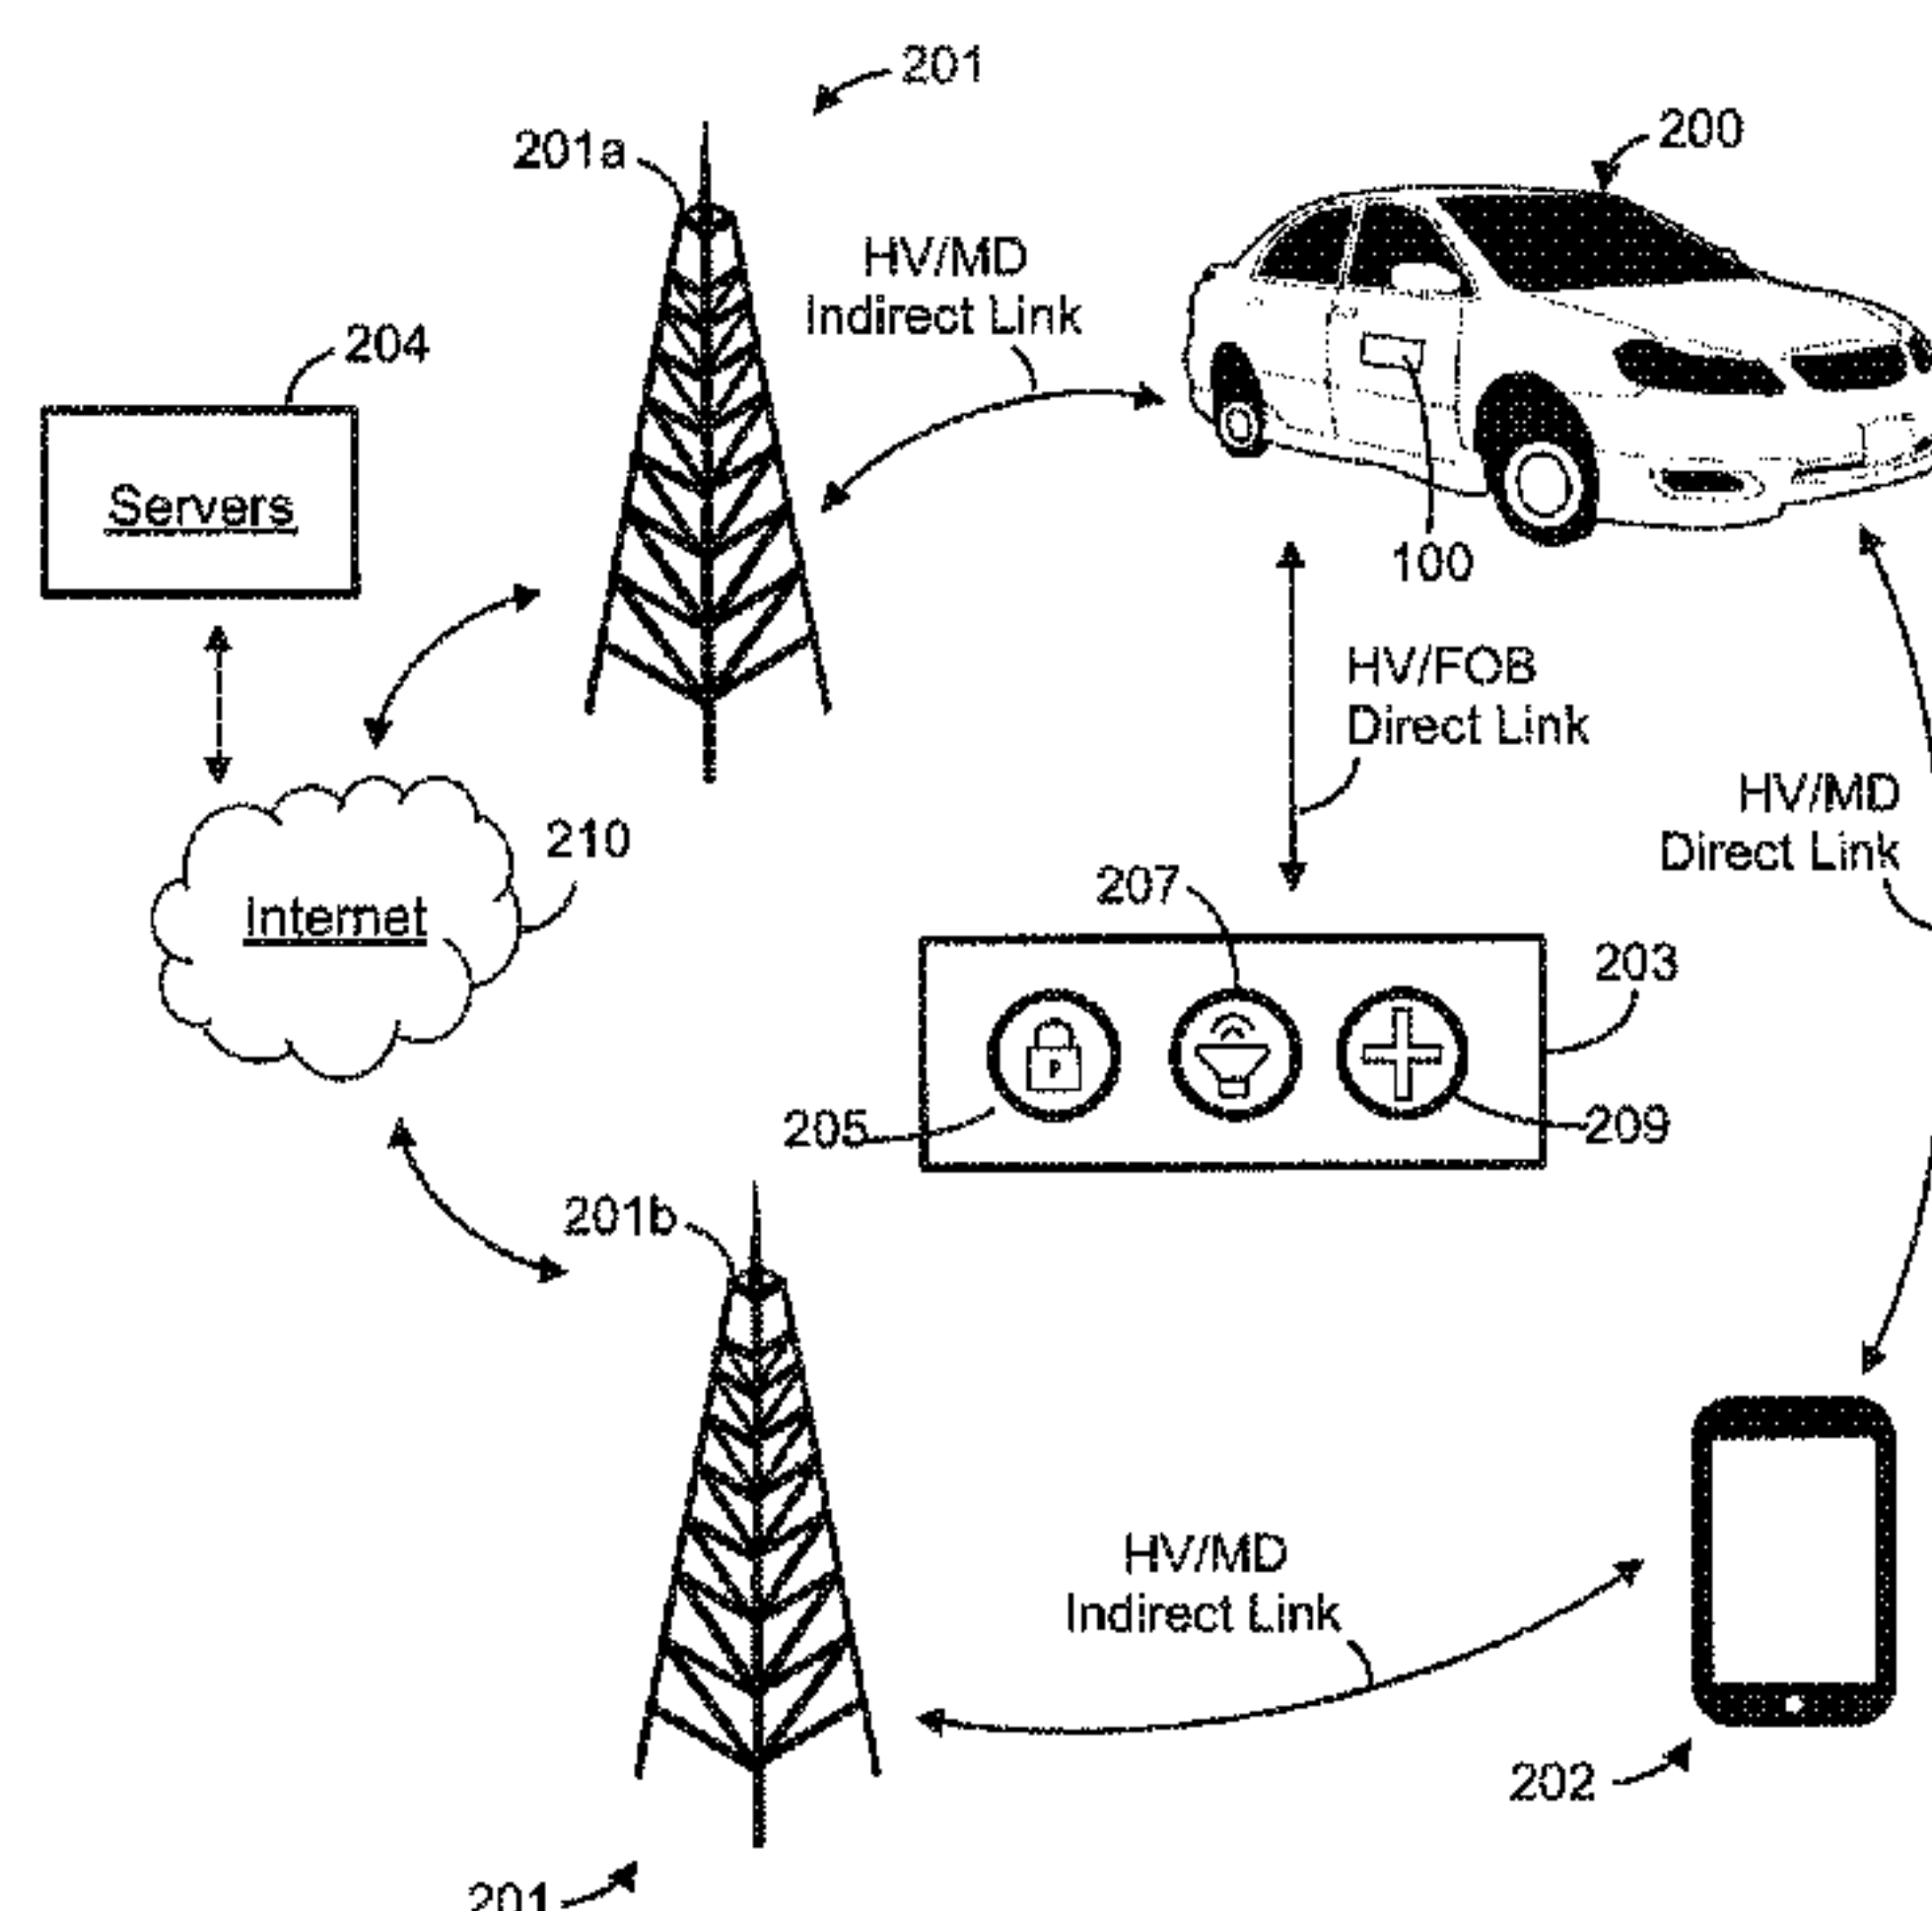 201
201a
200
HV/MD
Indirect Link
204
Servers
100
HV/FOB
Direct Link
HV/MD
Direct Link
210
Internet
207
203
205
209
201b
HV/MD
Indirect Link
202
201